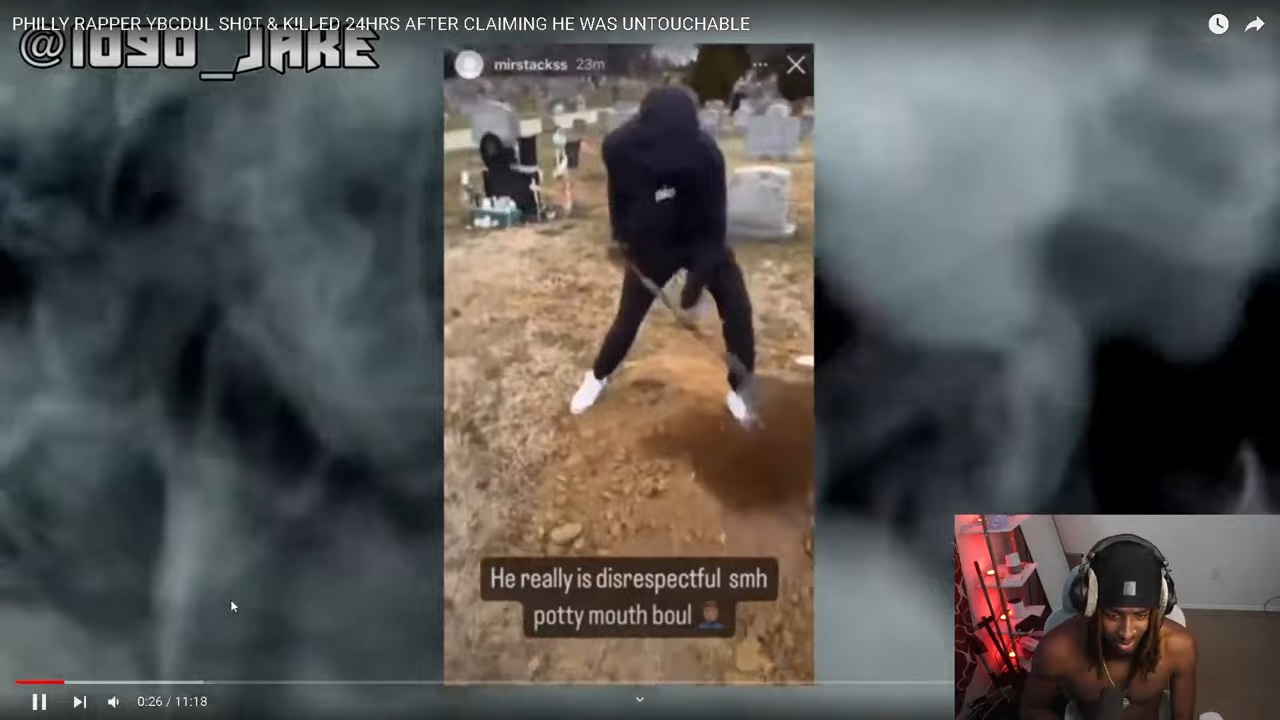 PHILLY RAPPER YBCDUL SH0T & K!LLED 24HRS AFTER CLAIMING HE WAS UNTOUCHABLE
@1090_JAKE
mirstackss 23m
He really is disrespectful smh
potty mouth boul
0:26 / 11:18